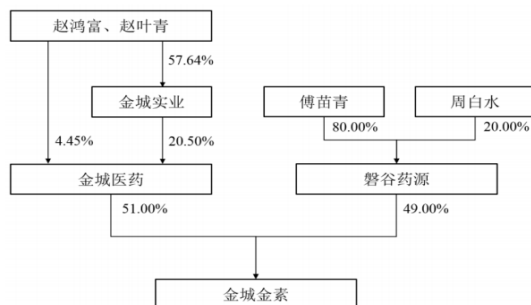 赵鸿富、赵叶青
57.64%
金城实业
傅苗青
周白水
4.45%
20.50%
80.00%
20.00%
金城医药
磐谷药源
51.00%
49.00%
金城金素